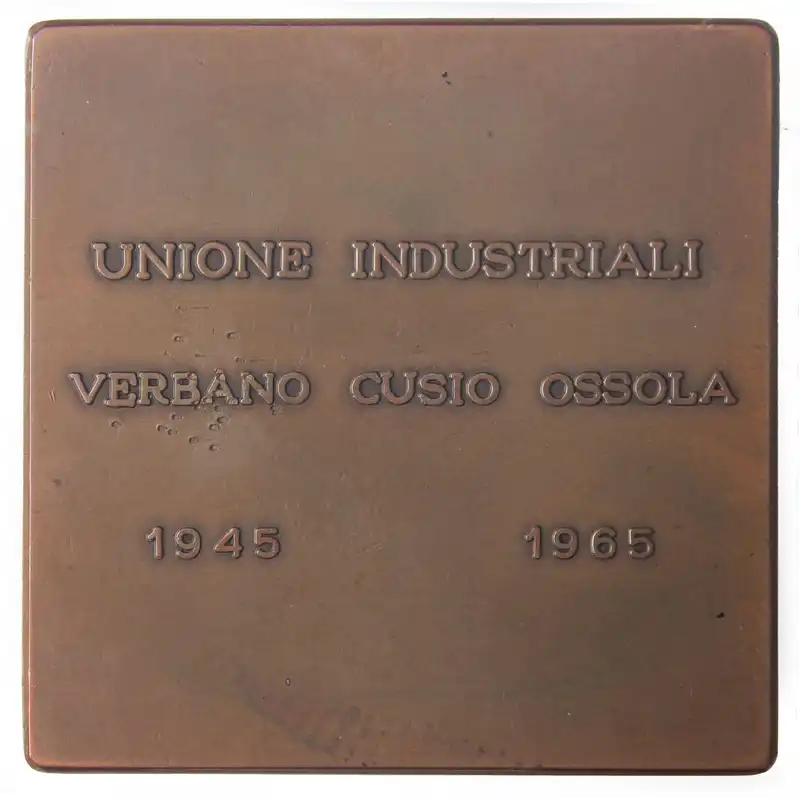 UNIONE INDUSTRIALI
VERBANO CUSIO OSSOLA
1945 1965